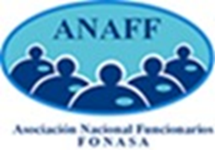 ANAFF
Asociación Nacional Funcionarios
FONASA